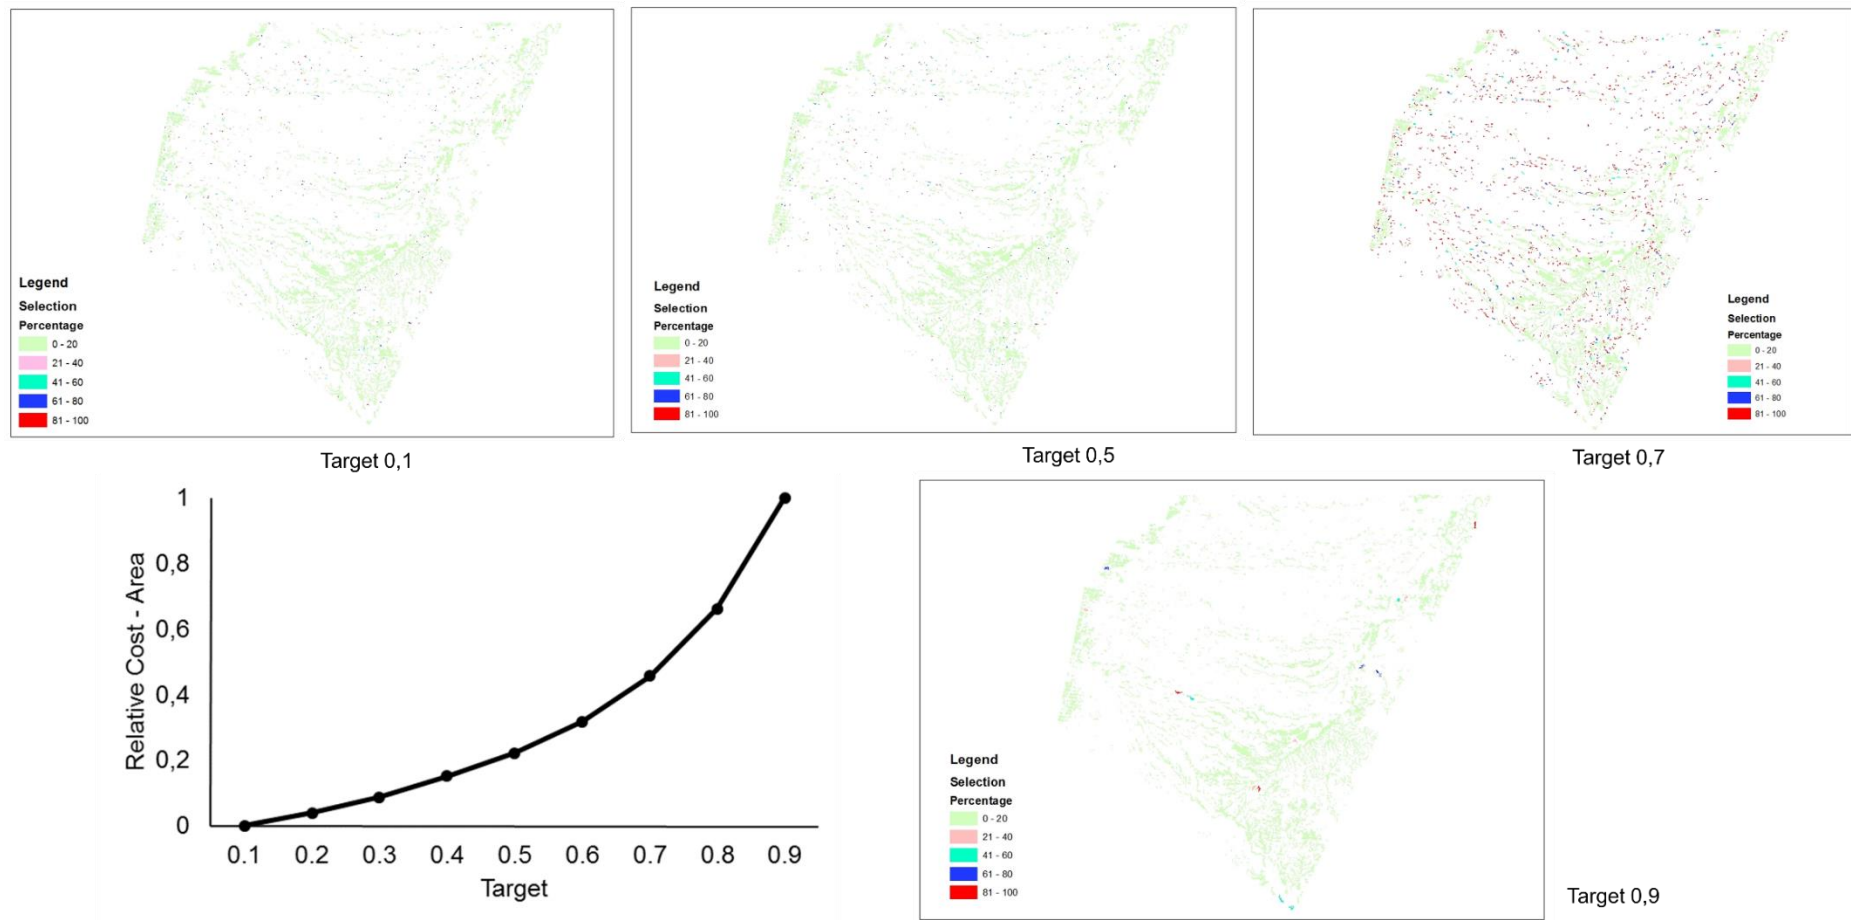 Legend
Selection
Percentage
0 - 20
21 - 40
41 - 60
61 - 80
81 - 100
Target 0,1
Legend
Selection
Percentage
0 - 20
21 - 40
41 - 60
61 - 80
81 - 100
Target 0,5
Legend
Selection
Percentage
0 - 20
21 - 40
41 - 60
61 - 80
81 - 100
Target 0,7
Relative Cost - Area
1
0,8
0,6
0,4
0,2
0
0.1 0.2 0.3 0.4 0.5 0.6 0.7 0.8 0.9
Target
Legend
Selection
Percentage
0 - 20
21 - 40
41 - 60
61 - 80
81 - 100
Target 0,9